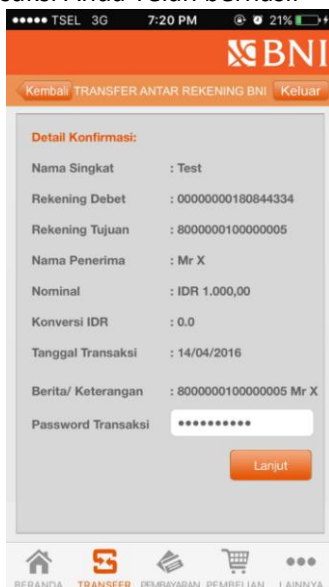 TSEL 3G 7:20 PM 21%
BNI
Kembali TRANSFER ANTAR REKENING BNI Keluar
Detail Konfirmasi:
Nama Singkat : Test
Rekening Debet : 00000000180844334
Rekening Tujuan : 8000000100000005
Nama Penerima : Mr X
Nominal : IDR 1.000,00
Konversi IDR : 0.0
Tanggal Transaksi : 14/04/2016
Berita/ Keterangan : 8000000100000005 Mr X
Password Transaksi ••••••••••
Lanjut
BERANDA TRANSFER PEMBAYARAN PEMBELIAN LAINNYA